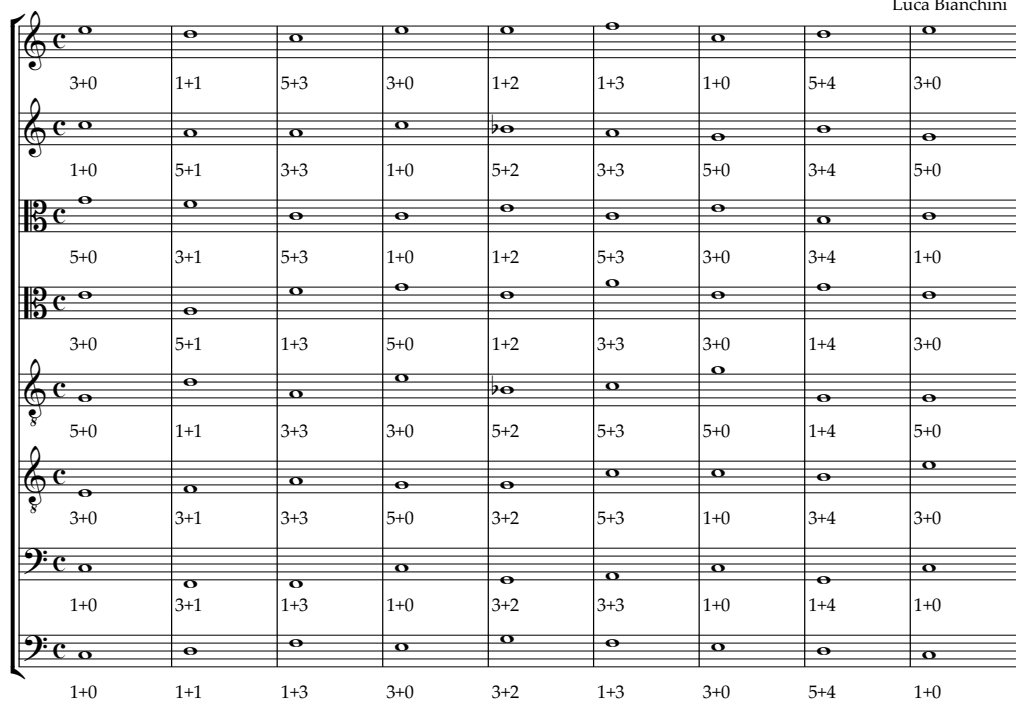 Luca Bianchini
3+0 1+1 5+3 3+0 1+2 1+3 1+0 5+4 3+0
1+0 5+1 3+3 1+0 5+2 3+3 5+0 3+4 5+0
5+0 3+1 5+3 1+0 1+2 5+3 3+0 3+4 1+0
3+0 5+1 1+3 5+0 1+2 3+3 3+0 1+4 3+0
8
5+0 1+1 3+3 3+0 5+2 5+3 5+0 1+4 5+0
8
3+0 3+1 3+3 5+0 3+2 5+3 1+0 3+4 3+0
1+0 3+1 1+3 1+0 3+2 3+3 1+0 1+4 1+0
1+0 1+1 1+3 3+0 3+2 1+3 3+0 5+4 1+0